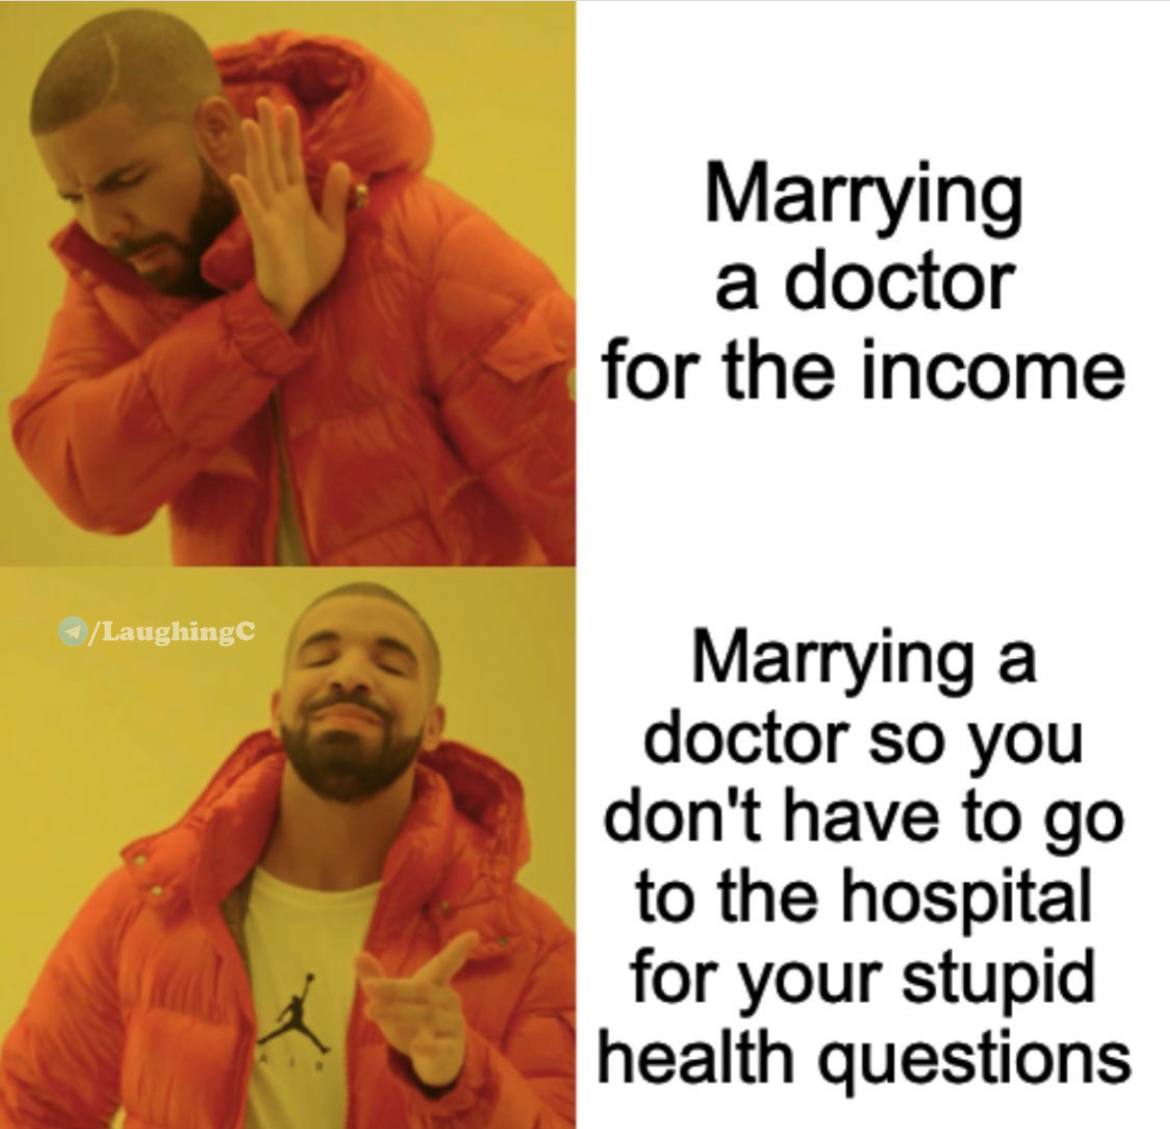 Marrying
a doctor
for the income
/LaughingC
Marrying a
doctor so you
don't have to go
to the hospital
for your stupid
health questions
A I R